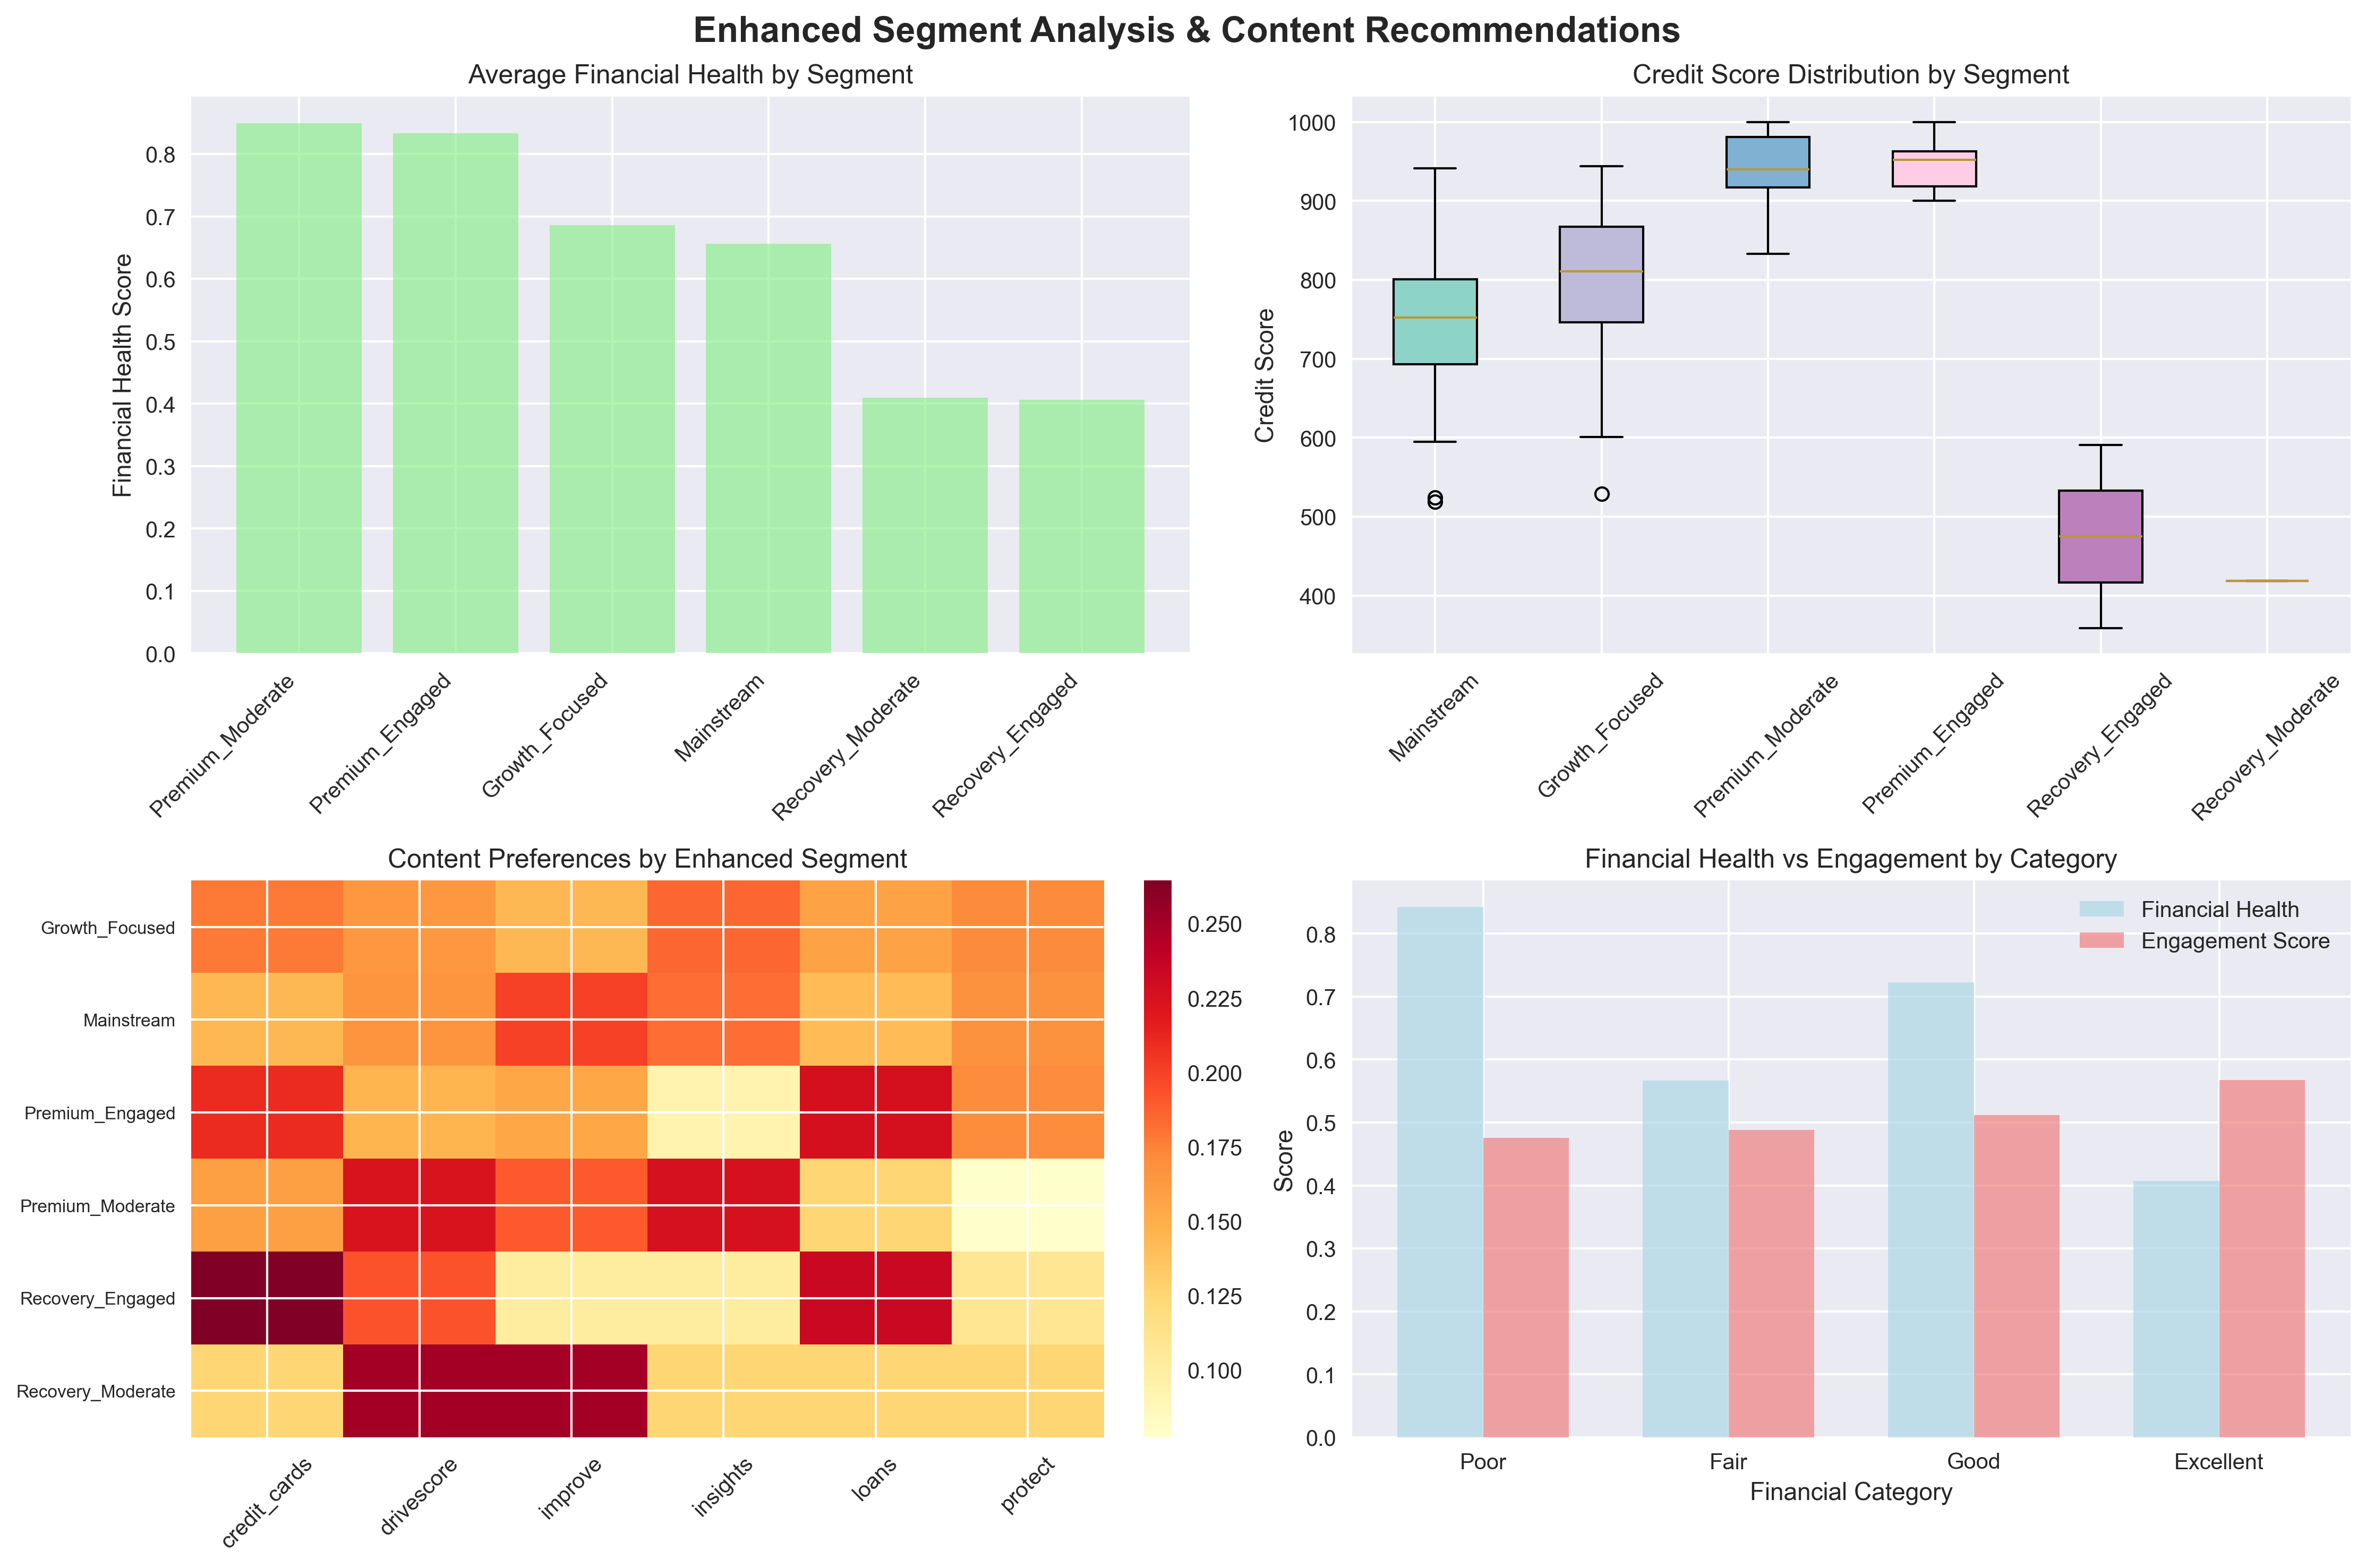 Enhanced Segment Analysis & Content Recommendations
Average Financial Health by Segment
Financial Health Score
0.8
0.7
0.6
0.5
0.4
0.3
0.2
0.1
0.0
Premium_Moderate
Premium_Engaged
Growth_Focused
Mainstream
Recovery_Moderate
Recovery_Engaged
Credit Score Distribution by Segment
Credit Score
1000
900
800
700
600
500
400
Mainstream
Growth_Focused
Premium_Moderate
Premium_Engaged
Recovery_Engaged
Recovery_Moderate
Content Preferences by Enhanced Segment
Growth_Focused
Mainstream
Premium_Engaged
Premium_Moderate
Recovery_Engaged
Recovery_Moderate
credit_cards
drivescore
improve
insights
loans
protect
0.250
0.225
0.200
0.175
0.150
0.125
0.100
Financial Health vs Engagement by Category
Financial Health
Engagement Score
Score
0.8
0.7
0.6
0.5
0.4
0.3
0.2
0.1
0.0
Poor
Fair
Good
Excellent
Financial Category